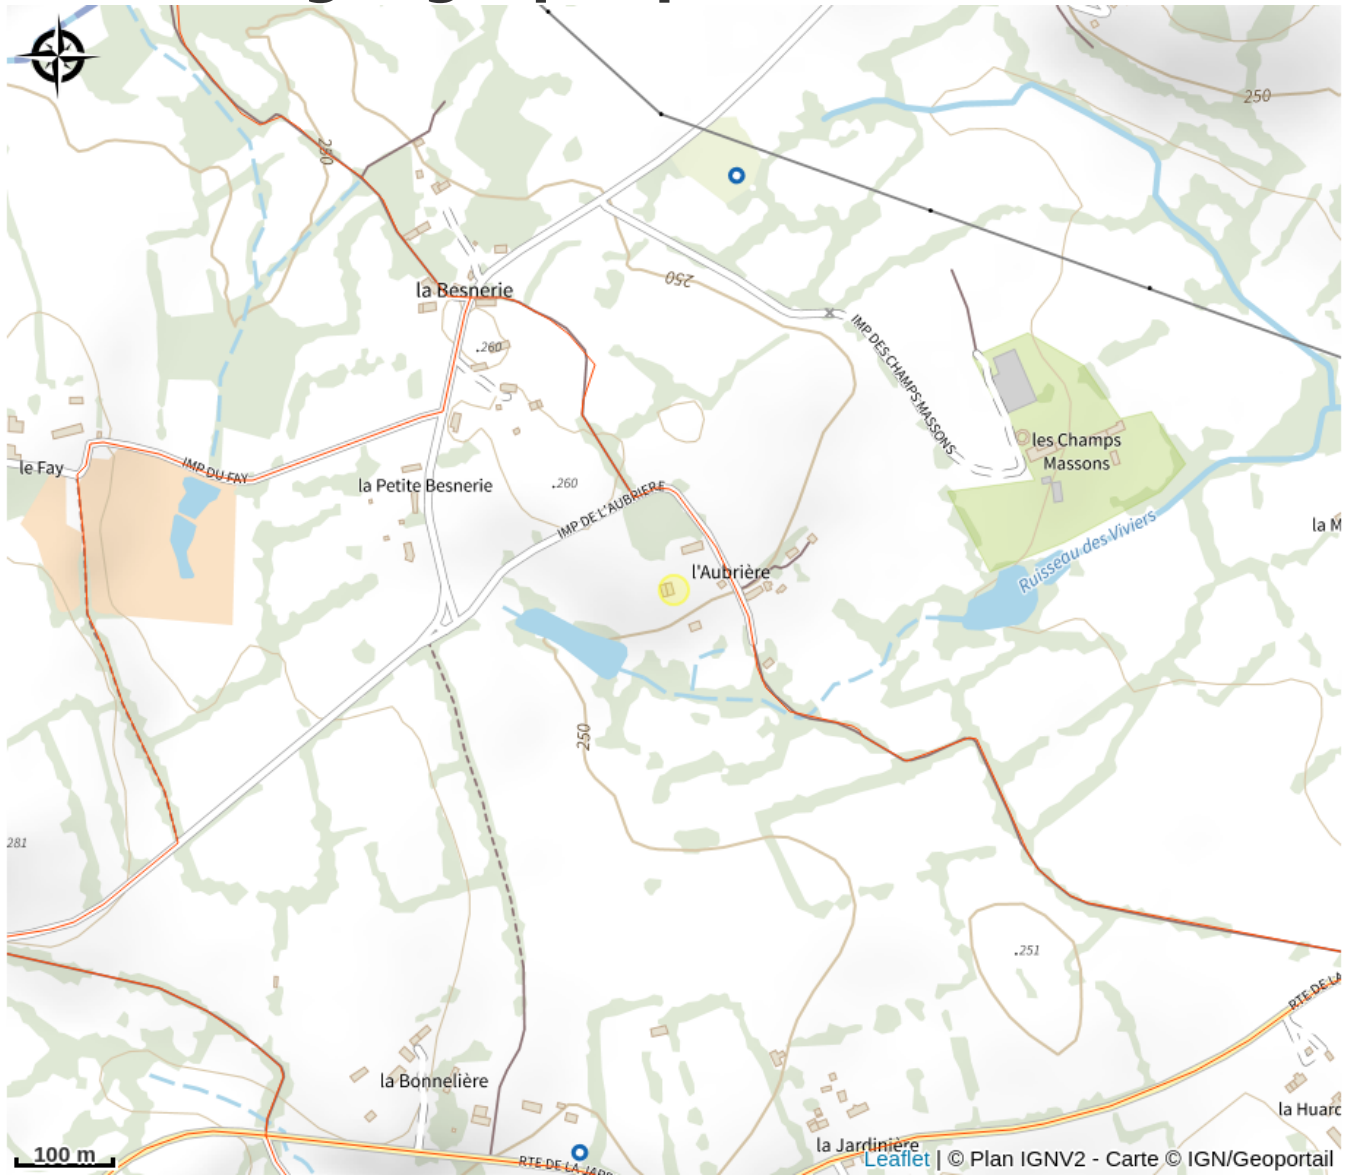 250
250
la Besnerie
250
260
IMP DES CHAMPS MASSONS
les Champs
Massons
le Fay
IMP DU FAY
la Petite Besnerie
260
IMP DE L'AUBRIERE
la M
Ruisseau des Viviers
l'Aubrière
250
281
251
RTE DE LA
la Bonnelière
la Huard
la Jardinière
100 m
RTE DE LA JARD
Leaflet | © Plan IGNV2 - Carte © IGN/Geoportail